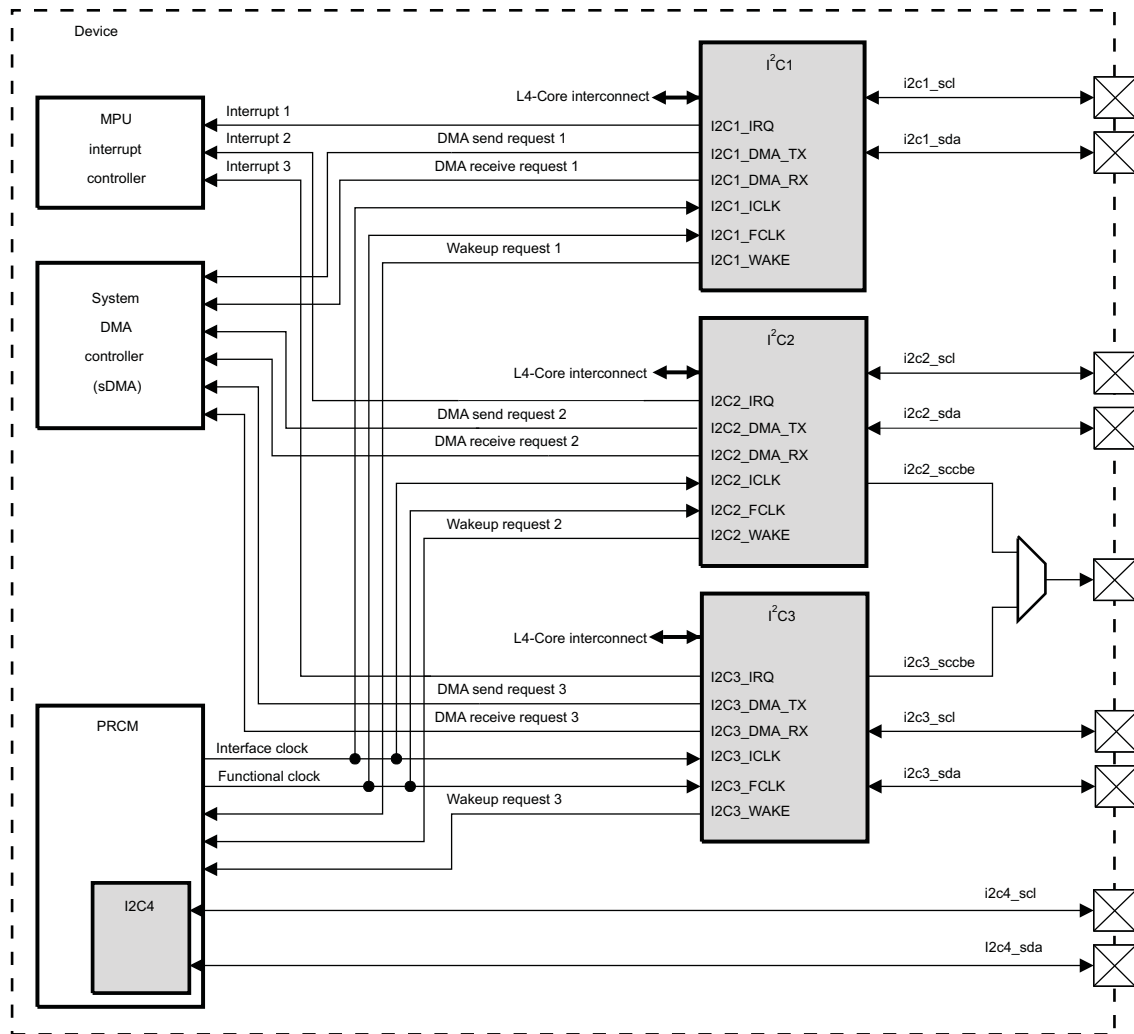 Device
I²C1
i2c1_scl
L4-Core interconnect
MPU
interrupt
controller
Interrupt 1
I2C1_IRQ
Interrupt 2
DMA send request 1
I2C1_DMA_TX
i2c1_sda
Interrupt 3
DMA receive request 1
I2C1_DMA_RX
I2C1_ICLK
I2C1_FCLK
Wakeup request 1
I2C1_WAKE
System
DMA
controller
(sDMA)
I²C2
i2c2_scl
L4-Core interconnect
I2C2_IRQ
DMA send request 2
I2C2_DMA_TX
i2c2_sda
DMA receive request 2
I2C2_DMA_RX
I2C2_ICLK
i2c2_sccbe
I2C2_FCLK
Wakeup request 2
I2C2_WAKE
I²C3
L4-Core interconnect
i2c3_sccbe
I2C3_IRQ
DMA send request 3
I2C3_DMA_TX
DMA receive request 3
I2C3_DMA_RX
i2c3_scl
PRCM
Interface clock
I2C3_ICLK
Functional clock
I2C3_FCLK
i2c3_sda
Wakeup request 3
I2C3_WAKE
I2C4
i2c4_scl
I2c4_sda